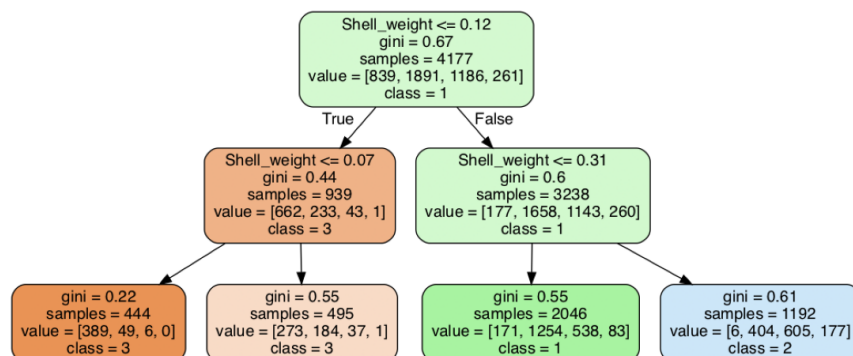 Shell_weight <= 0.12
gini = 0.67
samples = 4177
value = [839, 1891, 1186, 261]
class = 1
True
False
Shell_weight <= 0.07
gini = 0.44
samples = 939
value = [662, 233, 43, 1]
class = 3
Shell_weight <= 0.31
gini = 0.6
samples = 3238
value = [177, 1658, 1143, 260]
class = 1
gini = 0.22
samples = 444
value = [389, 49, 6, 0]
class = 3
gini = 0.55
samples = 495
value = [273, 184, 37, 1]
class = 3
gini = 0.55
samples = 2046
value = [171, 1254, 538, 83]
class = 1
gini = 0.61
samples = 1192
value = [6, 404, 605, 177]
class = 2